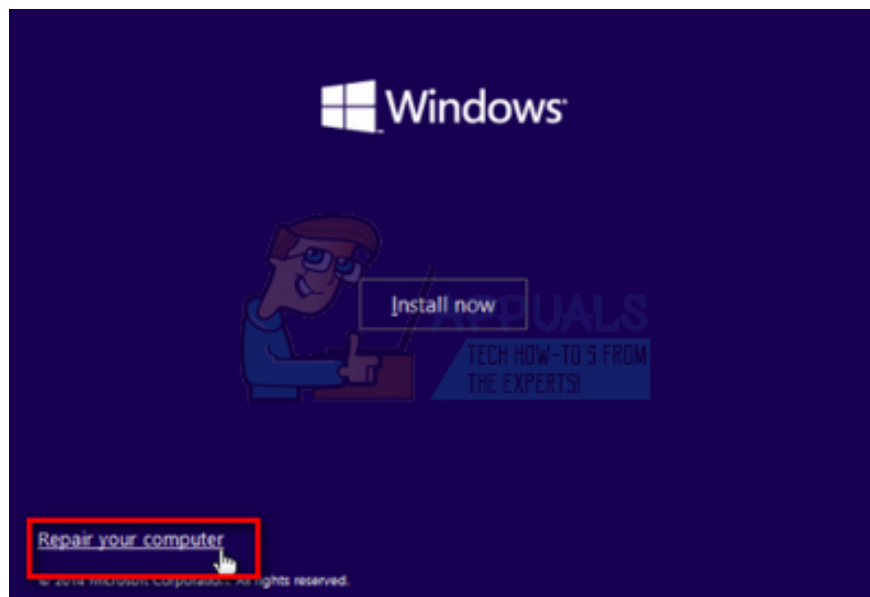 Windows
Install now
APPUALS
TECH HOW-TO'S FROM
THE EXPERTS!
Repair your computer
© 2014 Microsoft Corporation. All rights reserved.